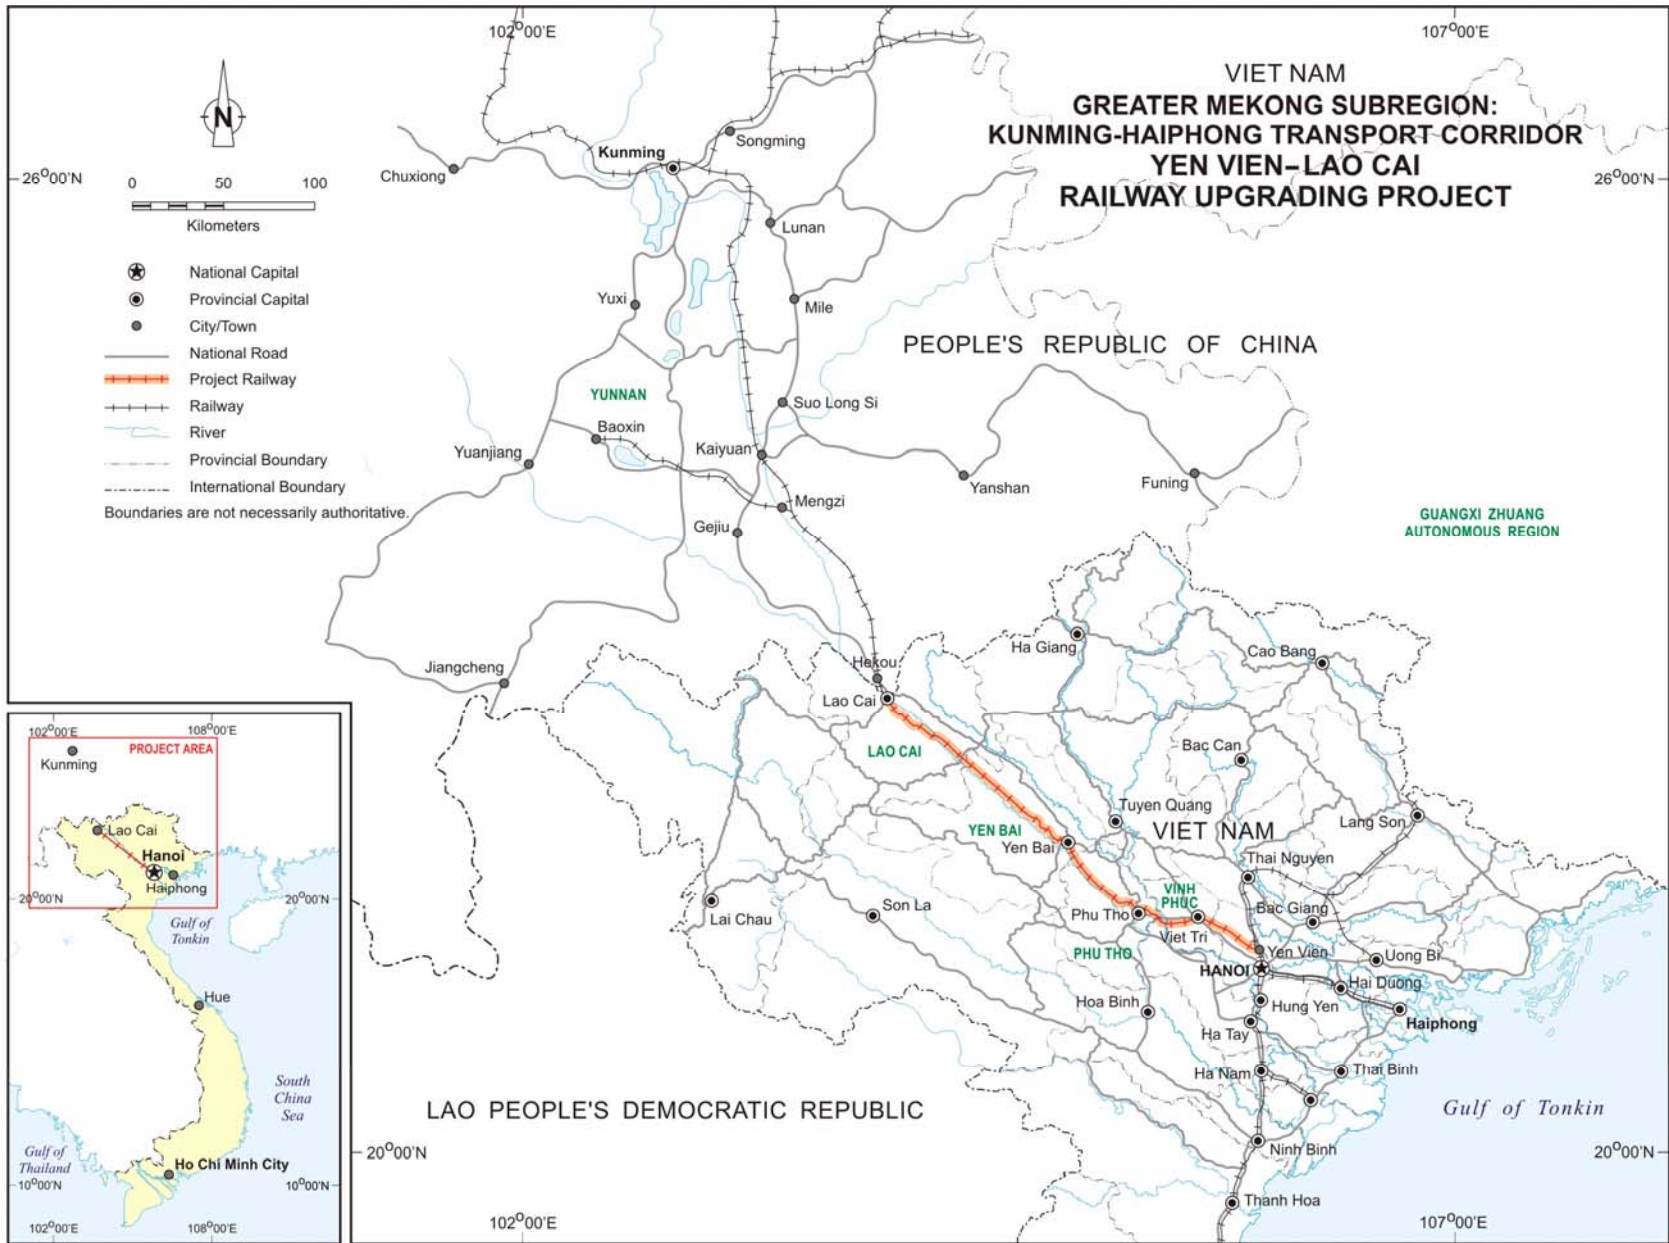 102°00'E
107°00'E
VIET NAM
GREATER MEKONG SUBREGION:
KUNMING-HAIPHONG TRANSPORT CORRIDOR
YEN VIEN–LAO CAI
RAILWAY UPGRADING PROJECT
N
26°00'N
26°00'N
0 50 100
Kilometers
National Capital
Provincial Capital
City/Town
National Road
Project Railway
Railway
River
Provincial Boundary
International Boundary
Boundaries are not necessarily authoritative.
Songming
Kunming
Chuxiong
Lunan
Yuxi
Mile
PEOPLE'S REPUBLIC OF CHINA
YUNNAN
Suo Long Si
Baoxin
Kaiyuan
Yuanjiang
Yanshan
Funing
Mengzi
Gejiu
GUANGXI ZHUANG
AUTONOMOUS REGION
Ha Giang
Cao Bang
Hekou
Jiangcheng
Lao Cai
LAO CAI
Bac Can
Tuyen Quang
VIET NAM
Lang Son
YEN BAI
Yen Bai
Thai Nguyen
VINH
PHUC
Lai Chau
Son La
Phu Tho
Bac Giang
Viet Tri
PHU THO
Yen Vien
Uong Bi
HANOI
Hai Duong
Hoa Binh
Hung Yen
Haiphong
Ha Tay
Ha Nam
Thai Binh
LAO PEOPLE'S DEMOCRATIC REPUBLIC
Gulf of Tonkin
Ninh Binh
20°00'N
20°00'N
Thanh Hoa
102°00'E
107°00'E
102°00'E
108°00'E
PROJECT AREA
Kunming
Lao Cai
Hanoi
Haiphong
20°00'N
20°00'N
Gulf of
Tonkin
Hue
South
China
Sea
Gulf of
Thailand
Ho Chi Minh City
10°00'N
10°00'N
102°00'E
108°00'E